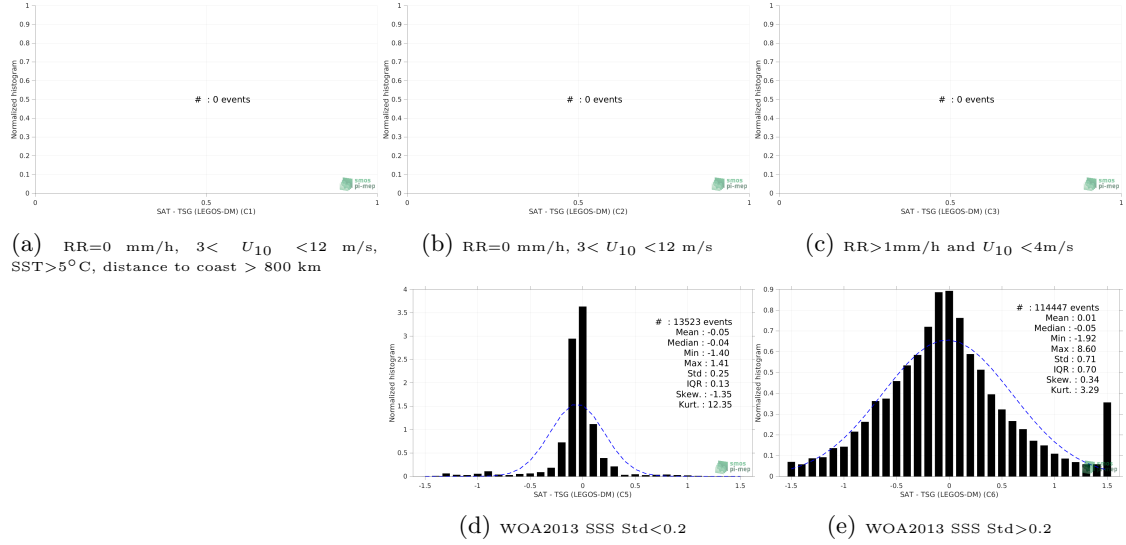 1
0.9
0.8
0.7
0.6
0.5
0.4
0.3
0.2
0.1
0
Normalized histogram
# : 0 events
smos
pi-mep
0
0.5
1
SAT - TSG (LEGOS-DM) (C1)
1
0.9
0.8
0.7
0.6
0.5
0.4
0.3
0.2
0.1
0
Normalized histogram
# : 0 events
smos
pi-mep
0
0.5
1
SAT - TSG (LEGOS-DM) (C2)
1
0.9
0.8
0.7
0.6
0.5
0.4
0.3
0.2
0.1
0
Normalized histogram
# : 0 events
smos
pi-mep
0
0.5
1
SAT - TSG (LEGOS-DM) (C3)
(a) RR=0 mm/h, 3< U10 <12 m/s,
SST>5°C, distance to coast > 800 km
(b) RR=0 mm/h, 3< U10 <12 m/s
(c) RR>1mm/h and U10 <4m/s
4
3.5
3
2.5
2
1.5
1
0.5
0
Normalized histogram
# : 13523 events
Mean : -0.05
Median : -0.04
Min : -1.40
Max : 1.41
Std : 0.25
IQR : 0.13
Skew. : -1.35
Kurt. : 12.35
smos
pi-mep
-1.5
-1
-0.5
0
0.5
1
1.5
SAT - TSG (LEGOS-DM) (C5)
0.9
0.8
0.7
0.6
0.5
0.4
0.3
0.2
0.1
0
Normalized histogram
# : 114447 events
Mean : 0.01
Median : -0.05
Min : -1.92
Max : 8.60
Std : 0.71
IQR : 0.70
Skew. : 0.34
Kurt. : 3.29
smos
pi-mep
-1.5
-1
-0.5
0
0.5
1
1.5
SAT - TSG (LEGOS-DM) (C6)
(d) WOA2013 SSS Std<0.2
(e) WOA2013 SSS Std>0.2